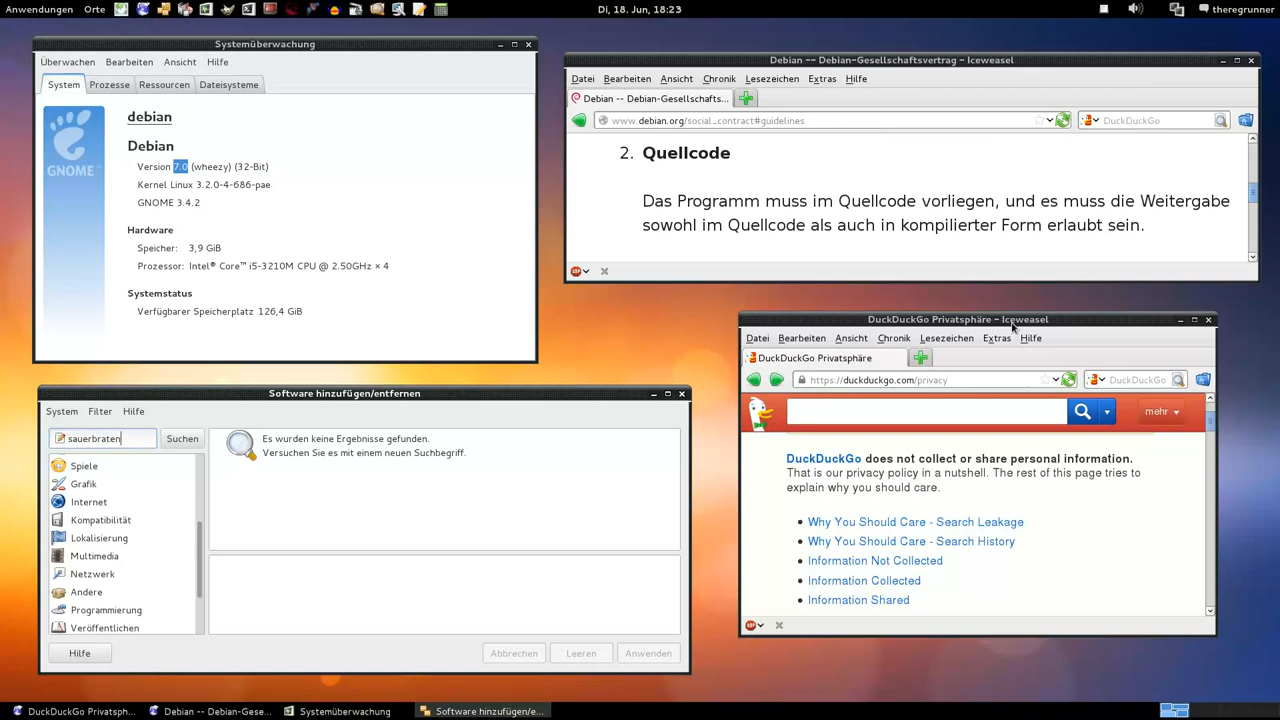 Anwendungen Orte
Di, 18. Jun, 18:23
theregrunner
Systemüberwachung
Überwachen Bearbeiten Ansicht Hilfe
System Prozesse Ressourcen Dateisysteme
GNOME™
debian
Debian
Version 7.0 (wheezy) (32-Bit)
Kernel Linux 3.2.0-4-686-pae
GNOME 3.4.2
Hardware
Speicher: 3,9 GiB
Prozessor: Intel® Core™ i5-3210M CPU @ 2.50GHz × 4
Systemstatus
Verfügbarer Speicherplatz 126,4 GiB
Debian -- Debian-Gesellschaftsvertrag - Iceweasel
Datei Bearbeiten Ansicht Chronik Lesezeichen Extras Hilfe
Debian -- Debian-Gesellschafts...
www.debian.org/social_contract#guidelines
DuckDuckGo
2. Quellcode
Das Programm muss im Quellcode vorliegen, und es muss die Weitergabe
sowohl im Quellcode als auch in kompilierter Form erlaubt sein.
ABP
Software hinzufügen/entfernen
System Filter Hilfe
sauerbraten
Suchen
Spiele
Grafik
Internet
Kompatibilität
Lokalisierung
Multimedia
Netzwerk
Andere
Programmierung
Veröffentlichen
Es wurden keine Ergebnisse gefunden.
Versuchen Sie es mit einem neuen Suchbegriff.
Hilfe
Abbrechen Leeren Anwenden
DuckDuckGo Privatsphäre - Iceweasel
Datei Bearbeiten Ansicht Chronik Lesezeichen Extras Hilfe
DuckDuckGo Privatsphäre
https://duckduckgo.com/privacy
DuckDuckGo
mehr
DuckDuckGo does not collect or share personal information.
That is our privacy policy in a nutshell. The rest of this page tries to
explain why you should care.
• Why You Should Care - Search Leakage
• Why You Should Care - Search History
• Information Not Collected
• Information Collected
• Information Shared
ABP
DuckDuckGo Privatsph...
Debian -- Debian-Gese...
Systemüberwachung
Software hinzufügen/e...